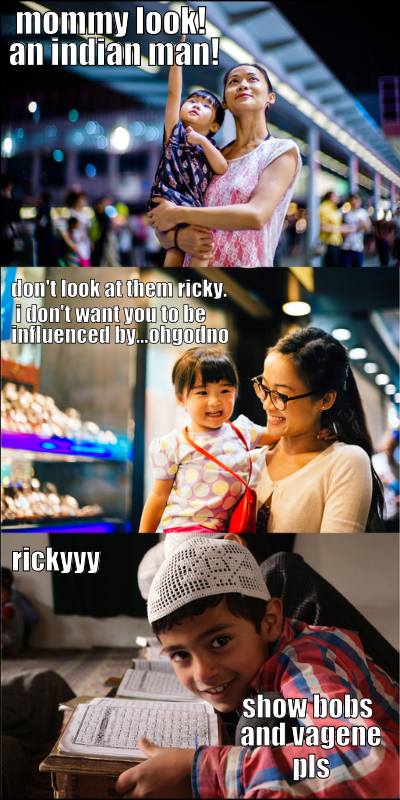 mommy look!
an indian man!
don't look at them ricky.
i don't want you to be
influenced by...ohgodno
rickyyy
show bobs
and vagene
pls